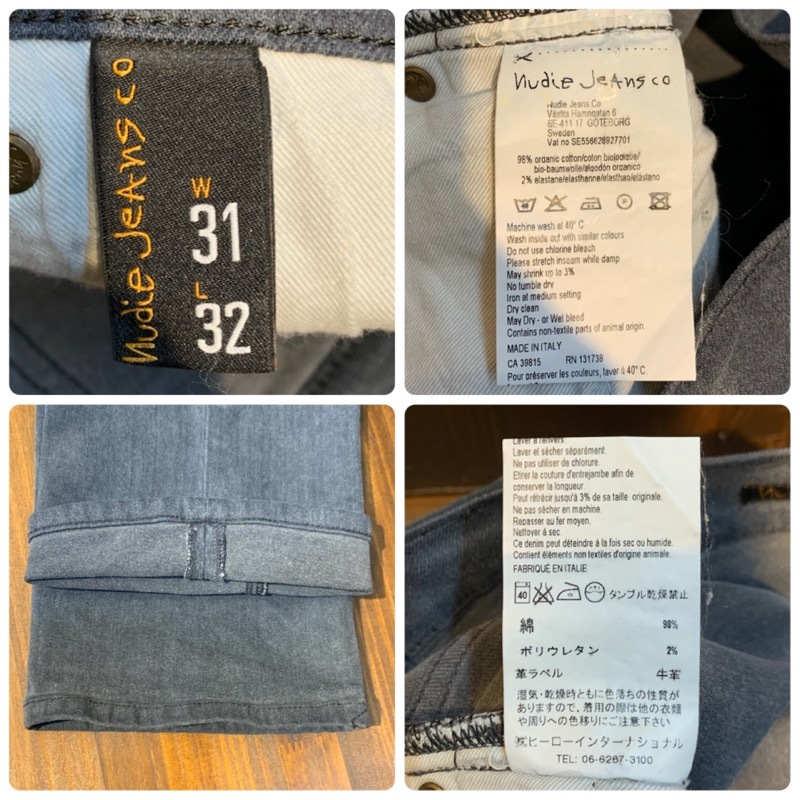 Nudie Jeans co
W
31
L
32
Nudie Jeans co
Nudie Jeans Co
Västra Hamngatan 6
SE-411 17 GÖTEBORG
Sweden
Vat no SE556628927701
98% organic cotton/coton biologique/
bio-baumwolle/algodón organico
2% elastane/elasthanne/elasthan/elastano
Machine wash at 40° C
Wash inside out with similar colours
Do not use chlorine bleach
Please stretch inseam while damp
May shrink up to 3%
No tumble dry
Iron at medium setting
Dry clean
May Dry - or Wet bleed
Contains non-textile parts of animal origin.
MADE IN ITALY
CA 39815 RN 131738
Pour préserver les couleurs, laver à 40° C.
Laver à l'envers.
Laver et sécher séparément.
Ne pas utiliser de chlorure.
Etirer la couture d'entrejambe afin de
conserver la longueur.
Peut rétrécir jusqu'à 3% de sa taille originale.
Ne pas sécher en machine.
Repasser au fer moyen.
Nettoyer à sec
Ce denim peut déteindre à la fois sec ou humide.
Contient éléments non textiles d'origine animale.
FABRIQUÉ EN ITALIE
40 タンブル乾燥禁止
綿 98%
ポリウレタン 2%
革ラベル 牛革
湿気・乾燥時ともに色落ちの性質が
ありますので、着用の際は他の衣類
や周りへの色移りにご注意下さい
㈱ヒーローインターナショナル
TEL: 06-6267-3100